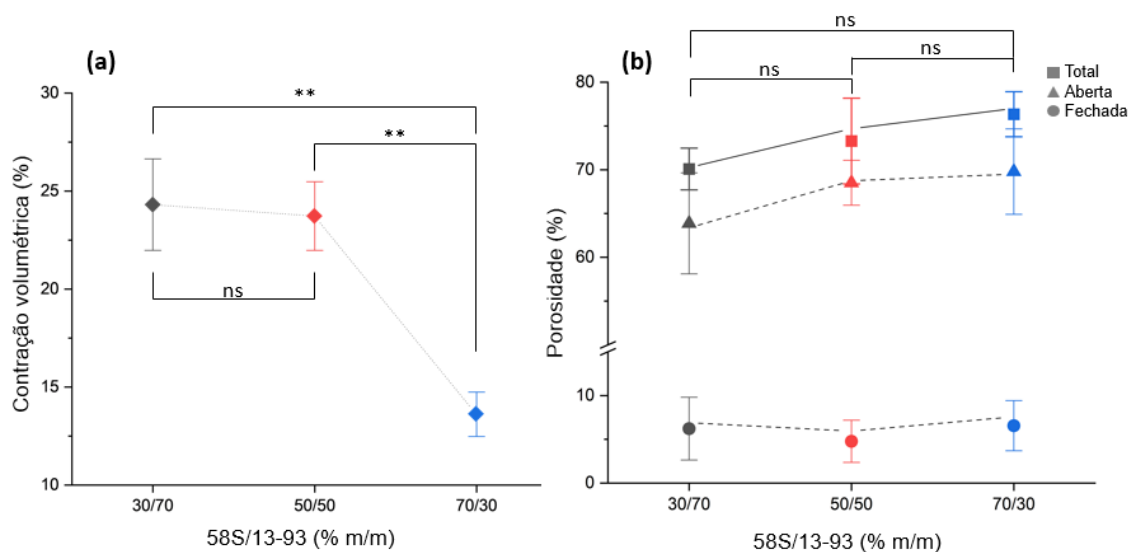 (a)
**
**
ns
Contração volumétrica (%)
30
25
20
15
10
30/70
50/50
70/30
58S/13-93 (% m/m)
(b)
ns
ns
ns
Total
Aberta
Fechada
Porosidade (%)
80
70
60
10
0
30/70
50/50
70/30
58S/13-93 (% m/m)